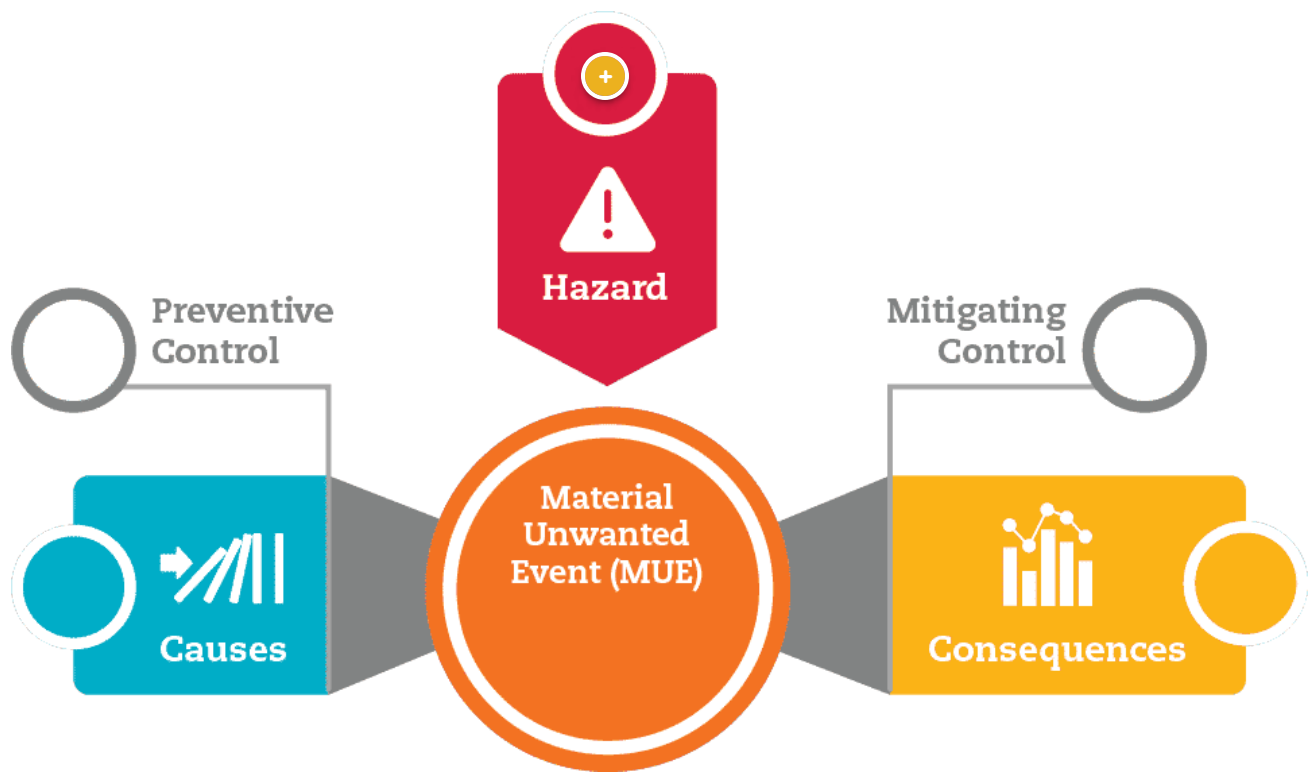 +
!
Hazard
Preventive
Control
Mitigating
Control
Material
Unwanted
Event (MUE)
Causes
Consequences